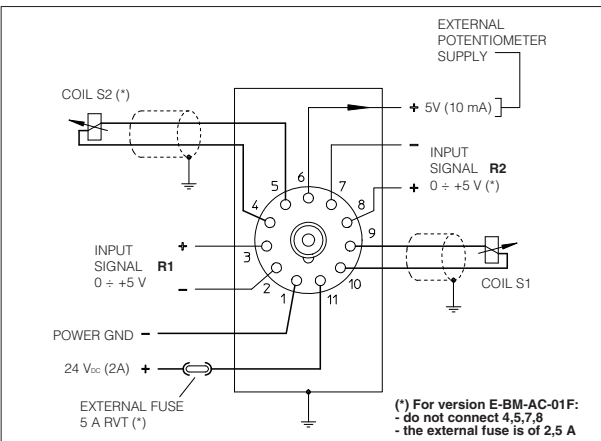 EXTERNAL
POTENTIOMETER
SUPPLY
COIL S2 (*)
+ 5V (10 mA)
-
INPUT
SIGNAL R2
+ 0 ÷ +5 V (*)
5
6
7
4
8
3
9
2
10
1
11
INPUT +
SIGNAL R1
0 ÷ +5 V -
COIL S1
POWER GND -
24 VDC (2A) +
EXTERNAL FUSE
5 A RVT (*)
(*) For version E-BM-AC-01F:
- do not connect 4,5,7,8
- the external fuse is of 2,5 A